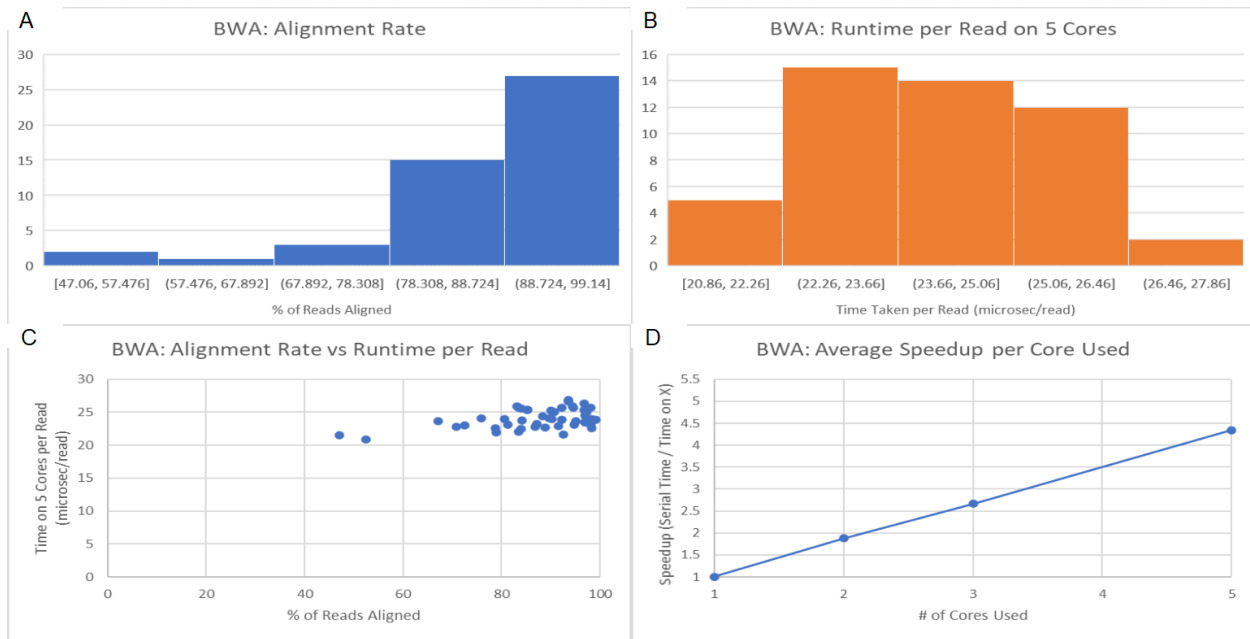 A
BWA: Alignment Rate
30
25
20
15
10
5
0
[47.06, 57.476] (57.476, 67.892] (67.892, 78.308] (78.308, 88.724] (88.724, 99.14]
% of Reads Aligned
B
BWA: Runtime per Read on 5 Cores
16
14
12
10
8
6
4
2
0
[20.86, 22.26] (22.26, 23.66] (23.66, 25.06] (25.06, 26.46] (26.46, 27.86]
Time Taken per Read (microsec/read)
C
BWA: Alignment Rate vs Runtime per Read
Time on 5 Cores per Read
(microsec/read)
30
25
20
15
10
5
0
0 20 40 60 80 100
% of Reads Aligned
D
BWA: Average Speedup per Core Used
Speedup (Serial Time / Time on X)
5.5
5
4.5
4
3.5
3
2.5
2
1.5
1
1 2 3 4 5
# of Cores Used